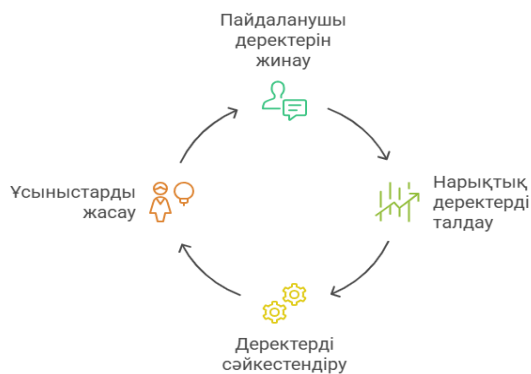 Пайдаланушы
деректерін
жинау
Нарықтық
деректерді
талдау
Деректерді
сәйкестендіру
Ұсыныстарды
жасау